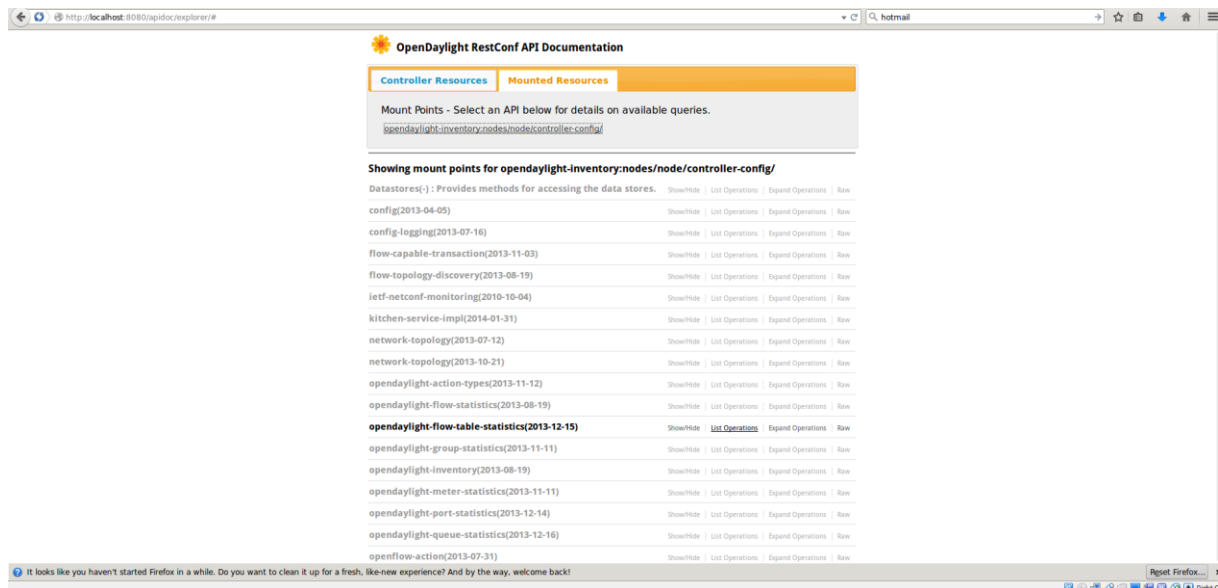 http://localhost:8080/apidoc/explorer/#
hotmail
OpenDaylight RestConf API Documentation
Controller Resources Mounted Resources
Mount Points - Select an API below for details on available queries.
opendaylight-inventory:nodes/node/controller-config/
Showing mount points for opendaylight-inventory:nodes/node/controller-config/
Datastores(-) : Provides methods for accessing the data stores. Show/Hide | List Operations | Expand Operations | Raw
config(2013-04-05) Show/Hide | List Operations | Expand Operations | Raw
config-logging(2013-07-16) Show/Hide | List Operations | Expand Operations | Raw
flow-capable-transaction(2013-11-03) Show/Hide | List Operations | Expand Operations | Raw
flow-topology-discovery(2013-08-19) Show/Hide | List Operations | Expand Operations | Raw
ietf-netconf-monitoring(2010-10-04) Show/Hide | List Operations | Expand Operations | Raw
kitchen-service-impl(2014-01-31) Show/Hide | List Operations | Expand Operations | Raw
network-topology(2013-07-12) Show/Hide | List Operations | Expand Operations | Raw
network-topology(2013-10-21) Show/Hide | List Operations | Expand Operations | Raw
opendaylight-action-types(2013-11-12) Show/Hide | List Operations | Expand Operations | Raw
opendaylight-flow-statistics(2013-08-19) Show/Hide | List Operations | Expand Operations | Raw
opendaylight-flow-table-statistics(2013-12-15) Show/Hide | List Operations | Expand Operations | Raw
opendaylight-group-statistics(2013-11-11) Show/Hide | List Operations | Expand Operations | Raw
opendaylight-inventory(2013-08-19) Show/Hide | List Operations | Expand Operations | Raw
opendaylight-meter-statistics(2013-11-11) Show/Hide | List Operations | Expand Operations | Raw
opendaylight-port-statistics(2013-12-14) Show/Hide | List Operations | Expand Operations | Raw
opendaylight-queue-statistics(2013-12-16) Show/Hide | List Operations | Expand Operations | Raw
openflow-action(2013-07-31) Show/Hide | List Operations | Expand Operations | Raw
It looks like you haven't started Firefox in a while. Do you want to clean it up for a fresh, like-new experience? And by the way, welcome back! Reset Firefox...